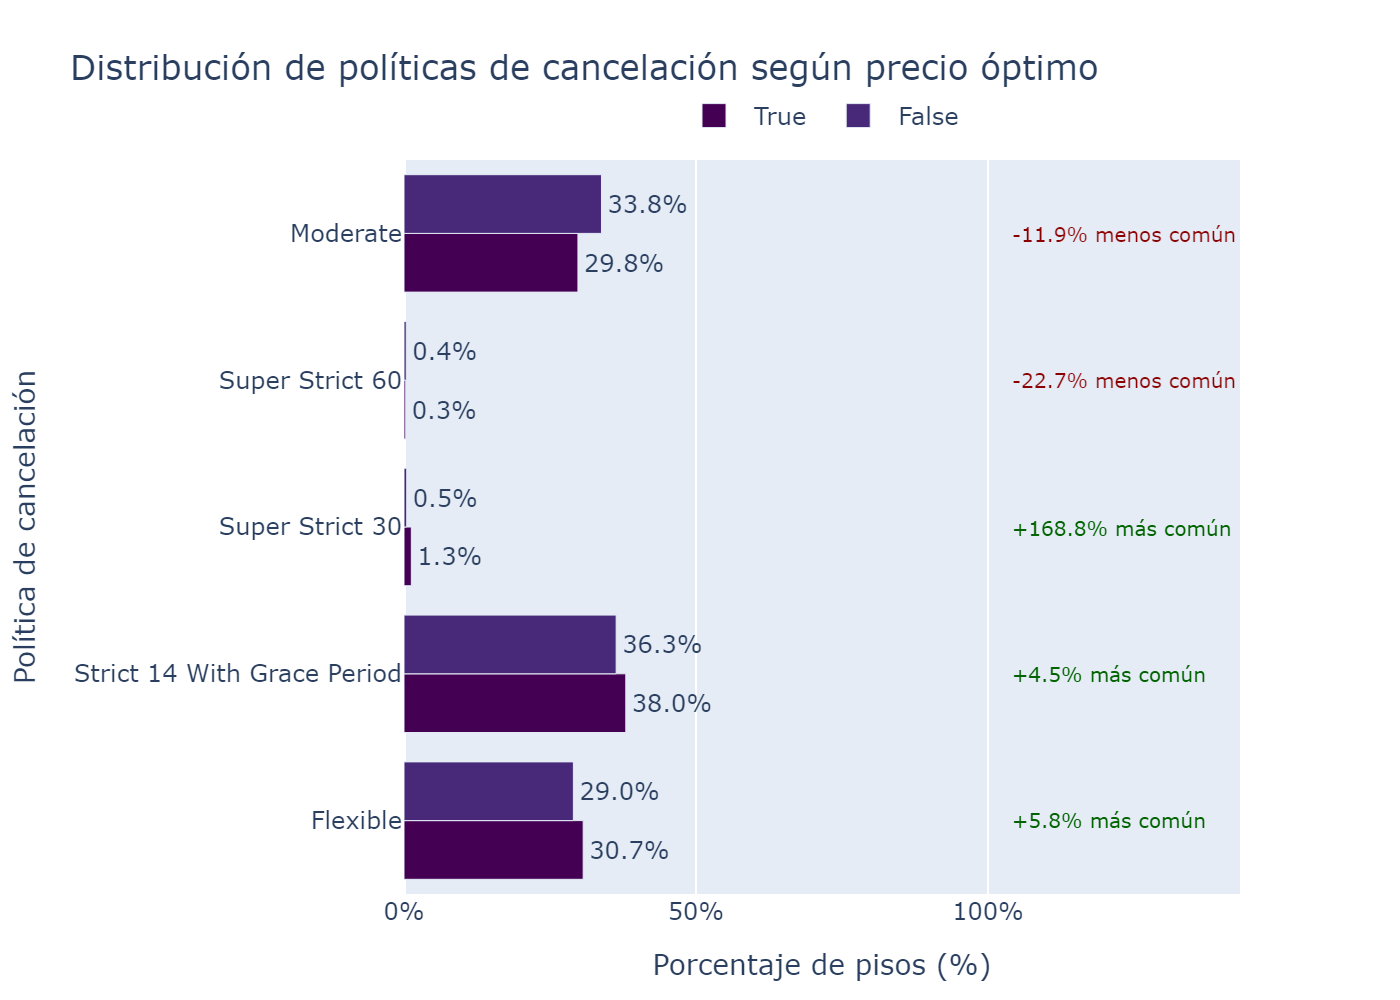 Distribución de políticas de cancelación según precio óptimo
True False
Moderate
33.8%
29.8%
-11.9% menos común
Super Strict 60
0.4%
0.3%
-22.7% menos común
Super Strict 30
0.5%
1.3%
+168.8% más común
Strict 14 With Grace Period
36.3%
38.0%
+4.5% más común
Flexible
29.0%
30.7%
+5.8% más común
0% 50% 100%
Porcentaje de pisos (%)
Política de cancelación